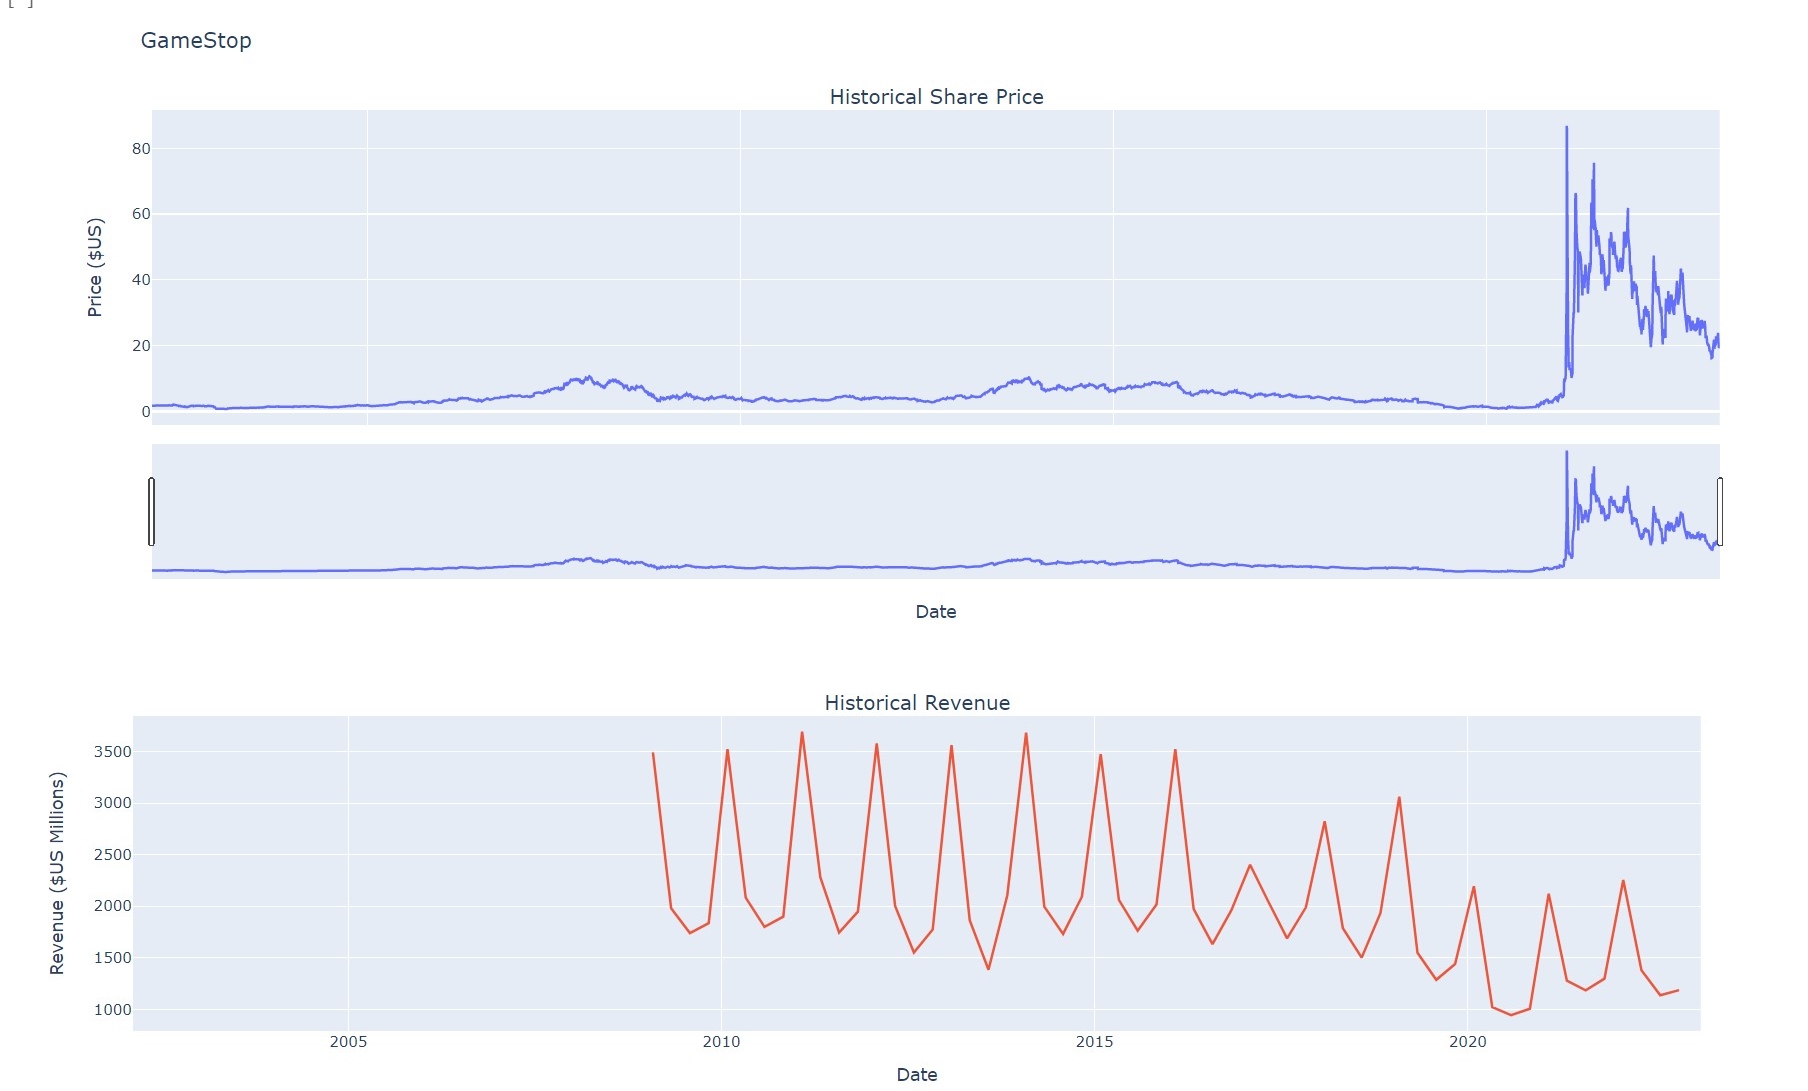 [ ]
GameStop
Historical Share Price
80
60
40
20
0
Price ($US)
Date
Historical Revenue
3500
3000
2500
2000
1500
1000
Revenue ($US Millions)
2005 2010 2015 2020
Date